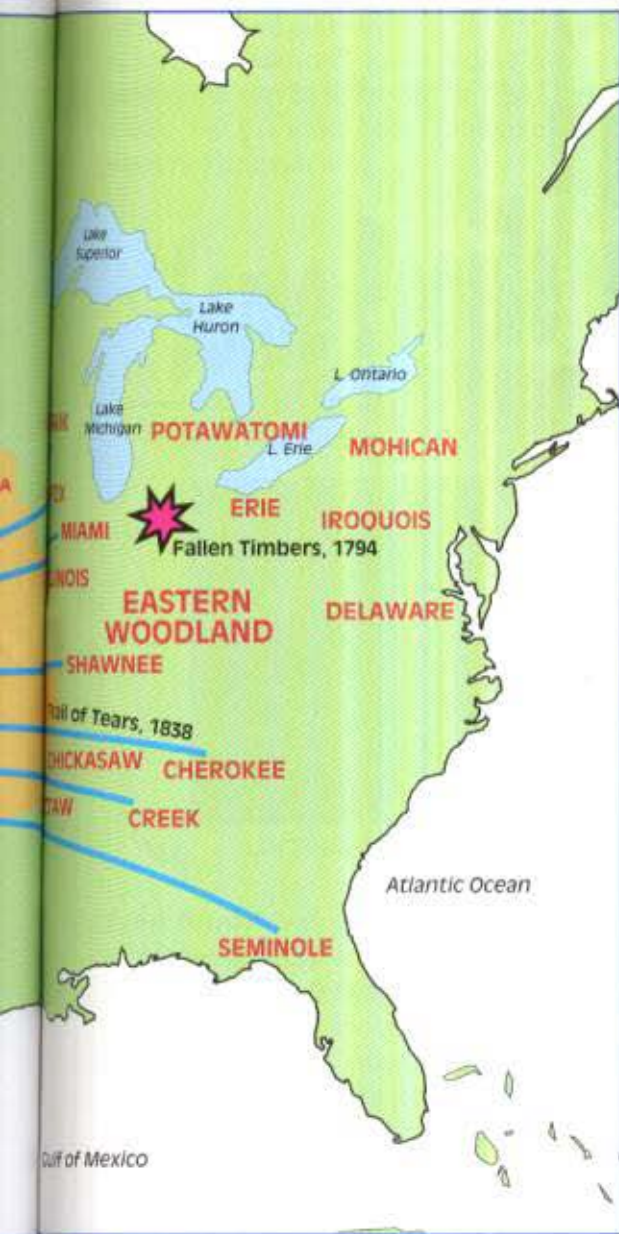 Lake
Superior
Lake
Huron
L. Ontario
Lake
Michigan
POTAWATOMI
L. Erie
MOHICAN
A
ERIE
IROQUOIS
MIAMI
Fallen Timbers, 1794
EASTERN
WOODLAND
DELAWARE
SHAWNEE
of Tears, 1838
CHEROKEE
CREEK
Atlantic Ocean
SEMINOLE
of Mexico